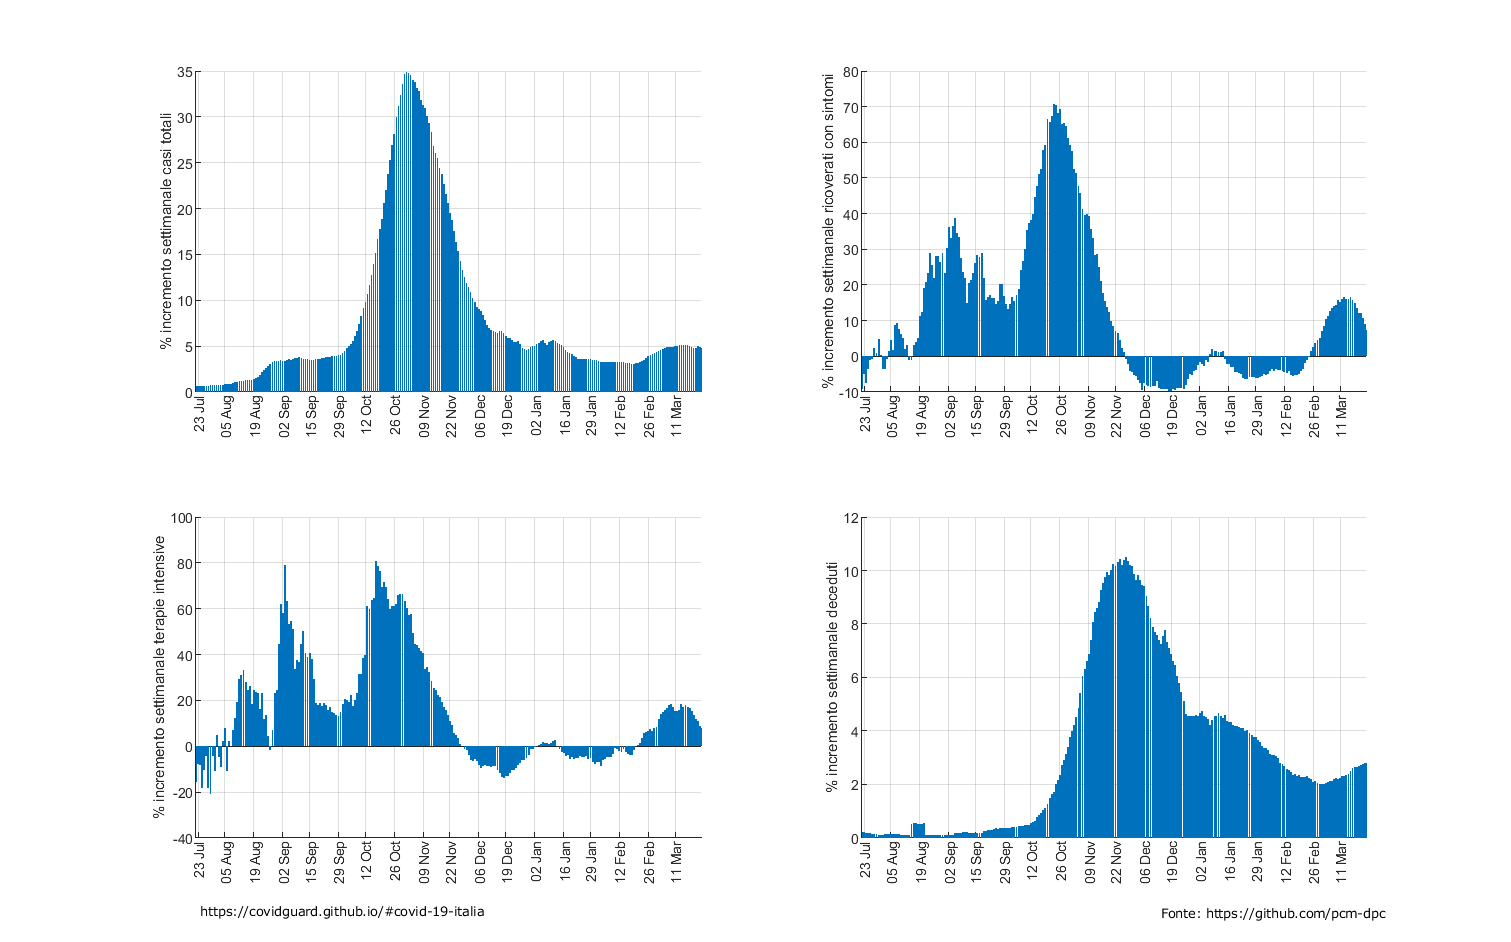 % incremento settimanale casi totali
35
30
25
20
15
10
5
0
23 Jul
05 Aug
19 Aug
02 Sep
15 Sep
29 Sep
12 Oct
26 Oct
09 Nov
22 Nov
06 Dec
19 Dec
02 Jan
16 Jan
29 Jan
12 Feb
26 Feb
11 Mar
% incremento settimanale ricoverati con sintomi
80
70
60
50
40
30
20
10
0
-10
23 Jul
05 Aug
19 Aug
02 Sep
15 Sep
29 Sep
12 Oct
26 Oct
09 Nov
22 Nov
06 Dec
19 Dec
02 Jan
16 Jan
29 Jan
12 Feb
26 Feb
11 Mar
% incremento settimanale terapie intensive
100
80
60
40
20
0
-20
-40
23 Jul
05 Aug
19 Aug
02 Sep
15 Sep
29 Sep
12 Oct
26 Oct
09 Nov
22 Nov
06 Dec
19 Dec
02 Jan
16 Jan
29 Jan
12 Feb
26 Feb
11 Mar
% incremento settimanale deceduti
12
10
8
6
4
2
0
23 Jul
05 Aug
19 Aug
02 Sep
15 Sep
29 Sep
12 Oct
26 Oct
09 Nov
22 Nov
06 Dec
19 Dec
02 Jan
16 Jan
29 Jan
12 Feb
26 Feb
11 Mar
https://covidguard.github.io/#covid-19-italia
Fonte: https://github.com/pcm-dpc